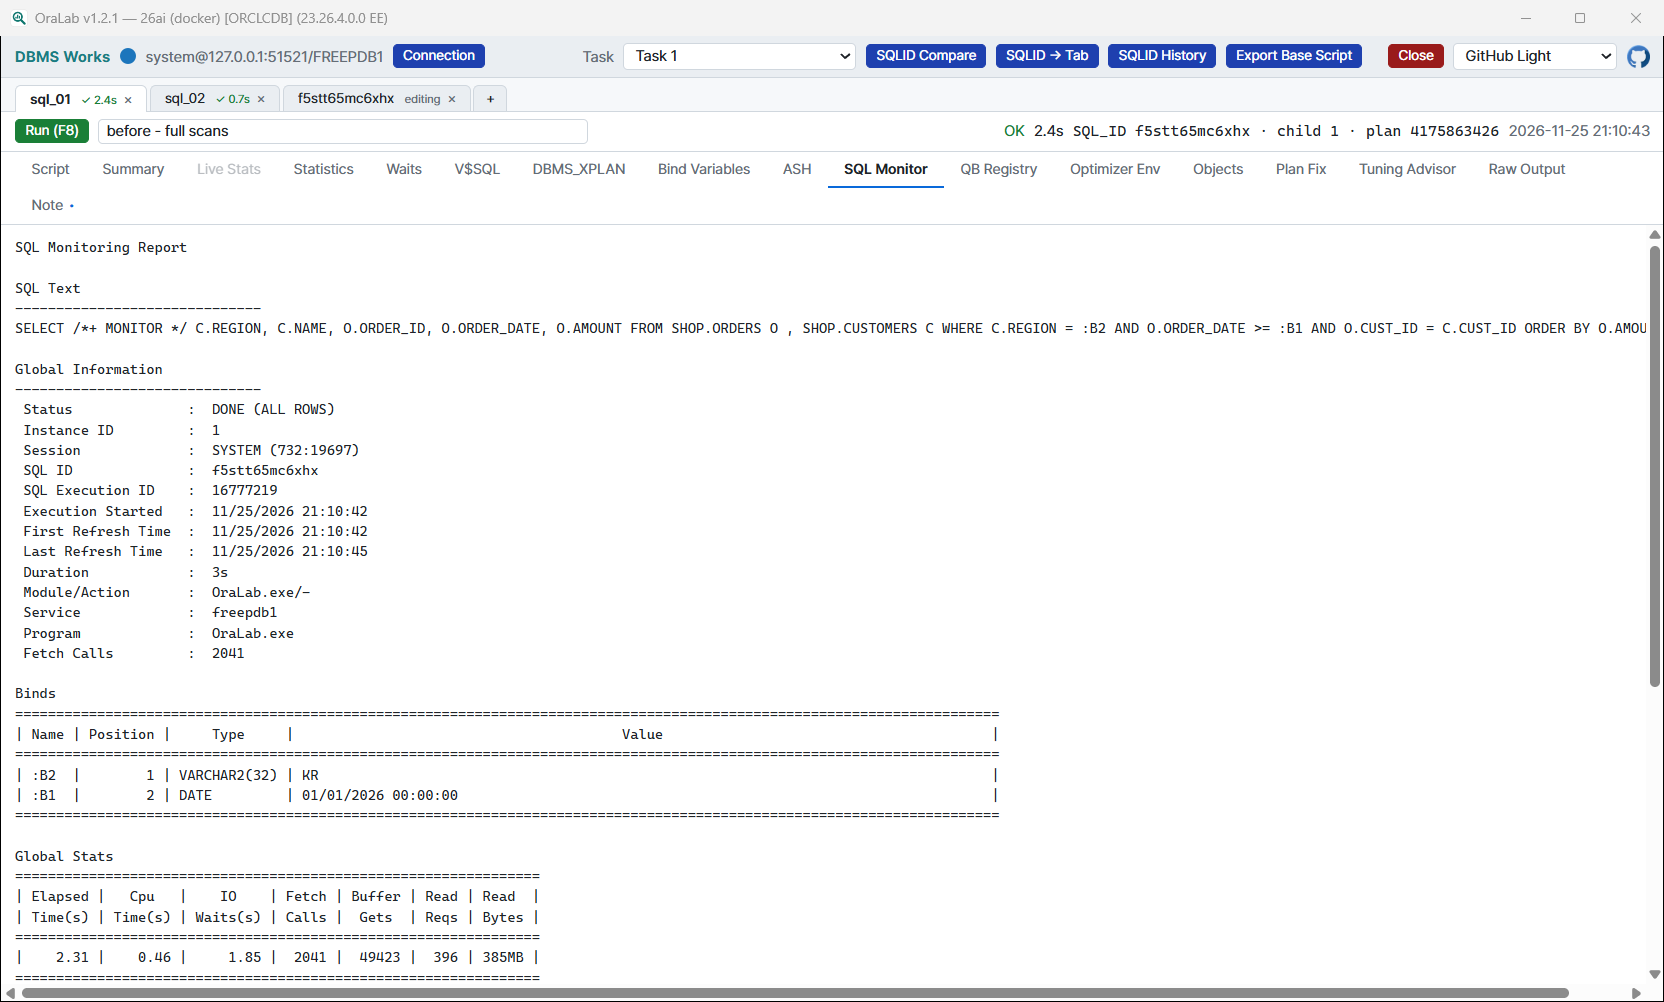 OraLab v1.2.1 — 26ai (docker) [ORCLCDB] (23.26.4.0.0 EE)
DBMS Works system@127.0.0.1:51521/FREEPDB1 Connection Task Task 1 SQLID Compare SQLID → Tab SQLID History Export Base Script Close GitHub Light
sql_01 ✓ 2.4s × sql_02 ✓ 0.7s × f5stt65mc6xhx editing × +
Run (F8) before - full scans OK 2.4s SQL_ID f5stt65mc6xhx · child 1 · plan 4175863426 2026-11-25 21:10:43
Script Summary Live Stats Statistics Waits V$SQL DBMS_XPLAN Bind Variables ASH SQL Monitor QB Registry Optimizer Env Objects Plan Fix Tuning Advisor Raw Output
Note •
SQL Monitoring Report
SQL Text
------------------------------
SELECT /*+ MONITOR */ C.REGION, C.NAME, O.ORDER_ID, O.ORDER_DATE, O.AMOUNT FROM SHOP.ORDERS O , SHOP.CUSTOMERS C WHERE C.REGION = :B2 AND O.ORDER_DATE >= :B1 AND O.CUST_ID = C.CUST_ID ORDER BY O.AMOU
Global Information
------------------------------
Status : DONE (ALL ROWS)
Instance ID : 1
Session : SYSTEM (732:19697)
SQL ID : f5stt65mc6xhx
SQL Execution ID : 16777219
Execution Started : 11/25/2026 21:10:42
First Refresh Time : 11/25/2026 21:10:42
Last Refresh Time : 11/25/2026 21:10:45
Duration : 3s
Module/Action : OraLab.exe/-
Service : freepdb1
Program : OraLab.exe
Fetch Calls : 2041
Binds
========================================================================================================================
| Name | Position | Type | Value |
========================================================================================================================
| :B2 | 1 | VARCHAR2(32) | KR |
| :B1 | 2 | DATE | 01/01/2026 00:00:00 |
========================================================================================================================
Global Stats
================================================================
| Elapsed | Cpu | IO | Fetch | Buffer | Read | Read |
| Time(s) | Time(s) | Waits(s) | Calls | Gets | Reqs | Bytes |
================================================================
| 2.31 | 0.46 | 1.85 | 2041 | 49423 | 396 | 385MB |
================================================================